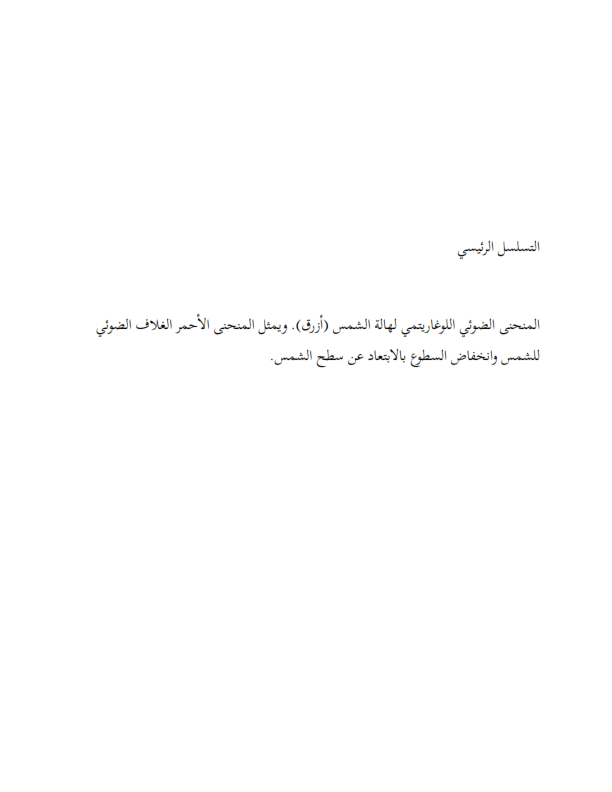 التسلسل الرئيسي
المنحنى الضوئي اللوغاريتمي لهالة الشمس (أزرق). ويمثل المنحنى الأحمر الغلاف الضوئي
للشمس وانخفاض السطوع بالابتعاد عن سطح الشمس.